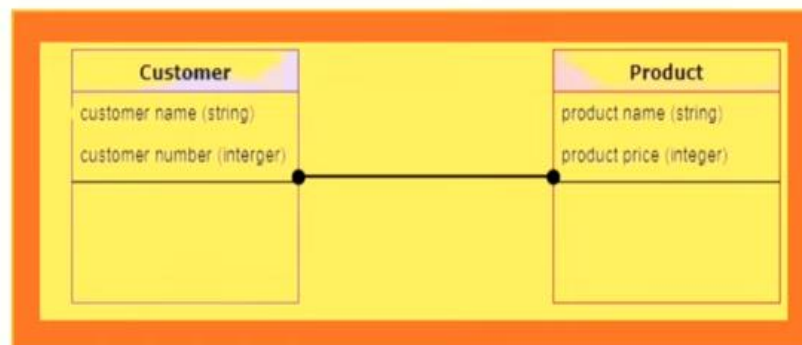 Customer
customer name (string)
customer number (interger)
Product
product name (string)
product price (integer)